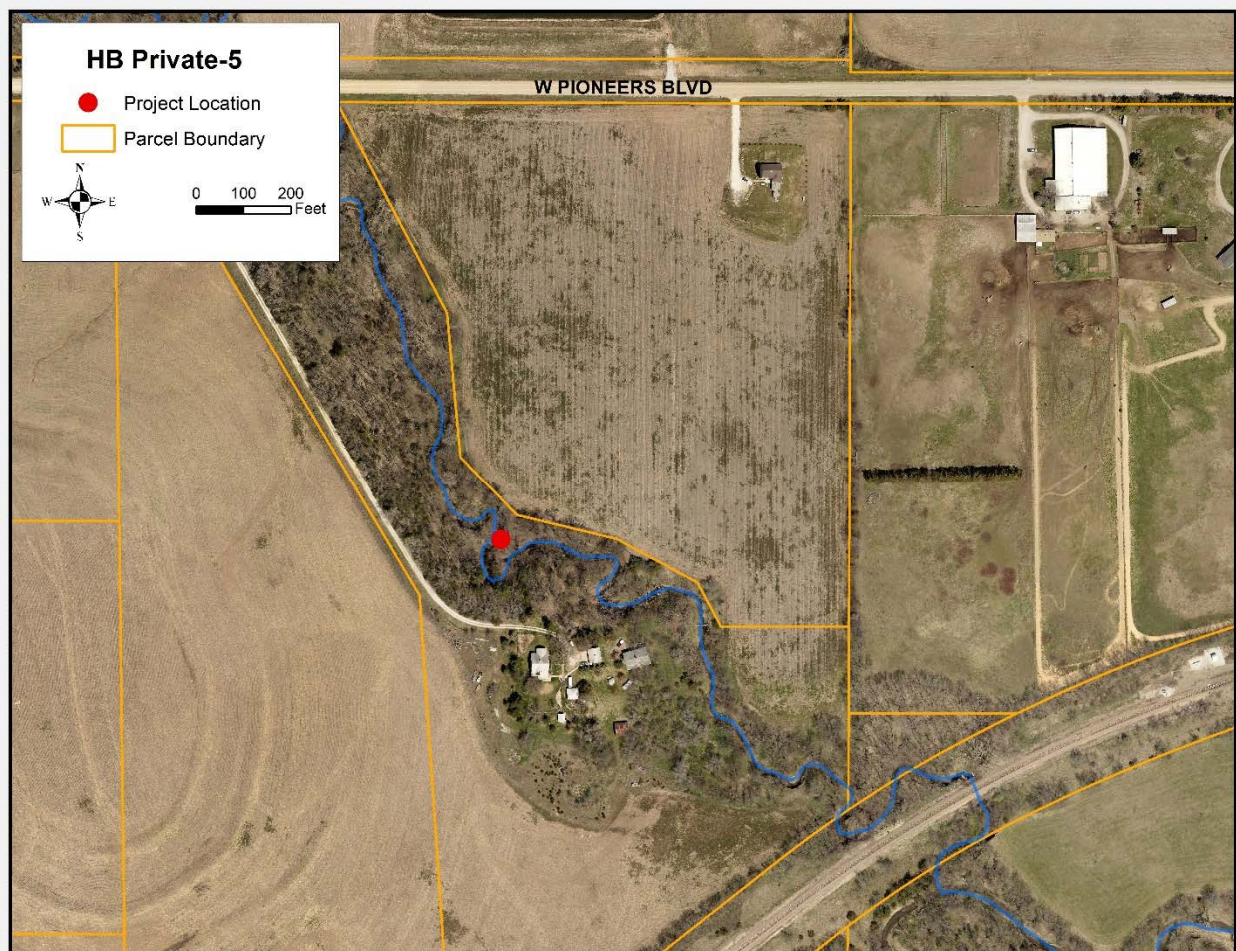 HB Private-5
Project Location
Parcel Boundary
N
W E
S
0 100 200
Feet
W PIONEERS BLVD